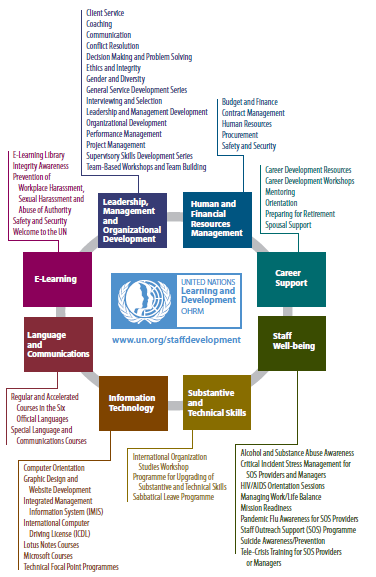 Client Service
Coaching
Communication
Conflict Resolution
Decision Making and Problem Solving
Ethics and Integrity
Gender and Diversity
General Service Development Series
Interviewing and Selection
Leadership and Management Development
Organizational Development
Performance Management
Project Management
Supervisory Skills Development Series
Team-Based Workshops and Team Building
Budget and Finance
Contract Management
Human Resources
Procurement
Safety and Security
E-Learning Library
Integrity Awareness
Prevention of
Workplace Harassment,
Sexual Harassment and
Abuse of Authority
Safety and Security
Welcome to the UN
Career Development Resources
Career Development Workshops
Mentoring
Orientation
Preparing for Retirement
Spousal Support
Leadership,
Management
and
Organizational
Development
Human and
Financial
Resources
Management
E-Learning
Career
Support
UNITED NATIONS
Learning and
Development
OHRM
www.un.org/staffdevelopment
Language
and
Communications
Staff
Well-being
Information
Technology
Substantive
and
Technical Skills
Regular and Accelerated
Courses in the Six
Official Languages
Special Language and
Communications Courses
Computer Orientation
Graphic Design and
Website Development
Integrated Management
Information System (IMIS)
International Computer
Driving License (ICDL)
Lotus Notes Courses
Microsoft Courses
Technical Focal Point Programmes
International Organization
Studies Workshop
Programme for Upgrading of
Substantive and Technical Skills
Sabbatical Leave Programme
Alcohol and Substance Abuse Awareness
Critical Incident Stress Management for
SOS Providers and Managers
HIV/AIDS Orientation Sessions
Managing Work/Life Balance
Mission Readiness
Pandemic Flu Awareness for SOS Providers
Staff Outreach Support (SOS) Programme
Suicide Awareness/Prevention
Tele-Crisis Training for SOS Providers
or Managers